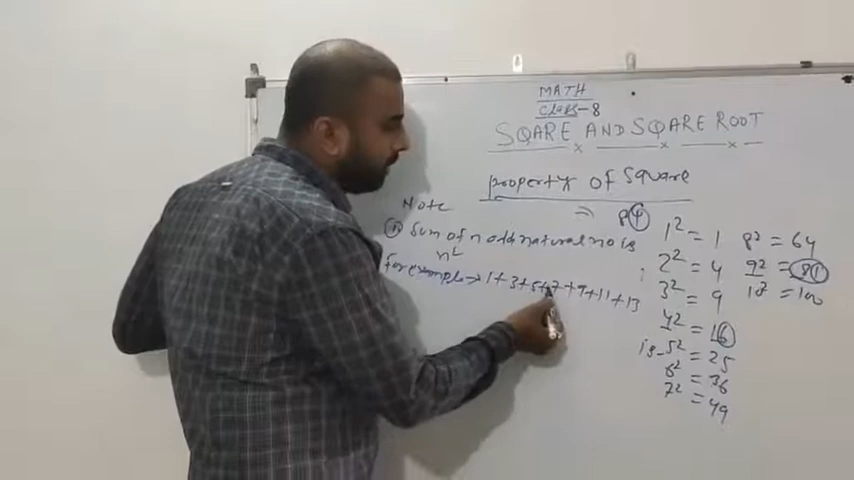 MATH
CLASS-8
SQARE AND SQARE ROOT
property of Square
Note
⇒ 84
(1) Sum of n odd natural no is
n²
for example → 1+3+5+7+9+11+13
1² = 1
2² = 4
3² = 9
4² = 16
is - 5² = 25
6² = 36
7² = 49
8² = 64
9² = 81
10² = 100